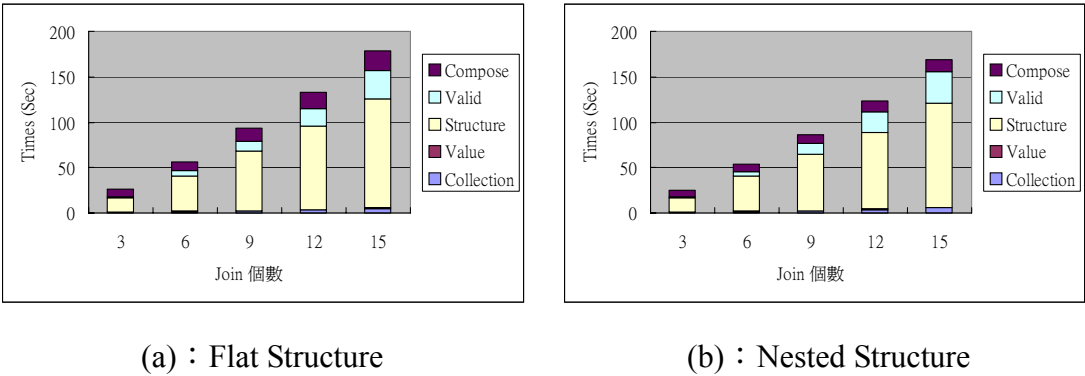 200
150
100
50
0
Times (Sec)
3 6 9 12 15
Join 個數
Compose
Valid
Structure
Value
Collection
(a)：Flat Structure
200
150
100
50
0
Times (Sec)
3 6 9 12 15
Join 個數
Compose
Valid
Structure
Value
Collection
(b)：Nested Structure